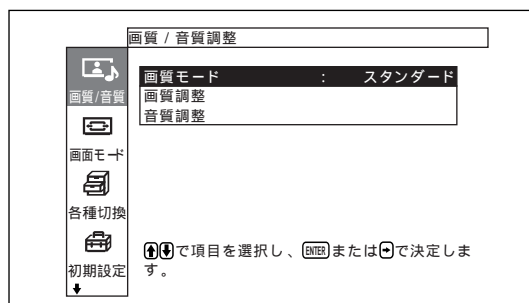 画質 / 音質調整
画質/音質
画面モード
各種切換
初期設定
画質モード : スタンダード
画質調整
音質調整
で項目を選択し、ENTERまたはで決定しま
す。